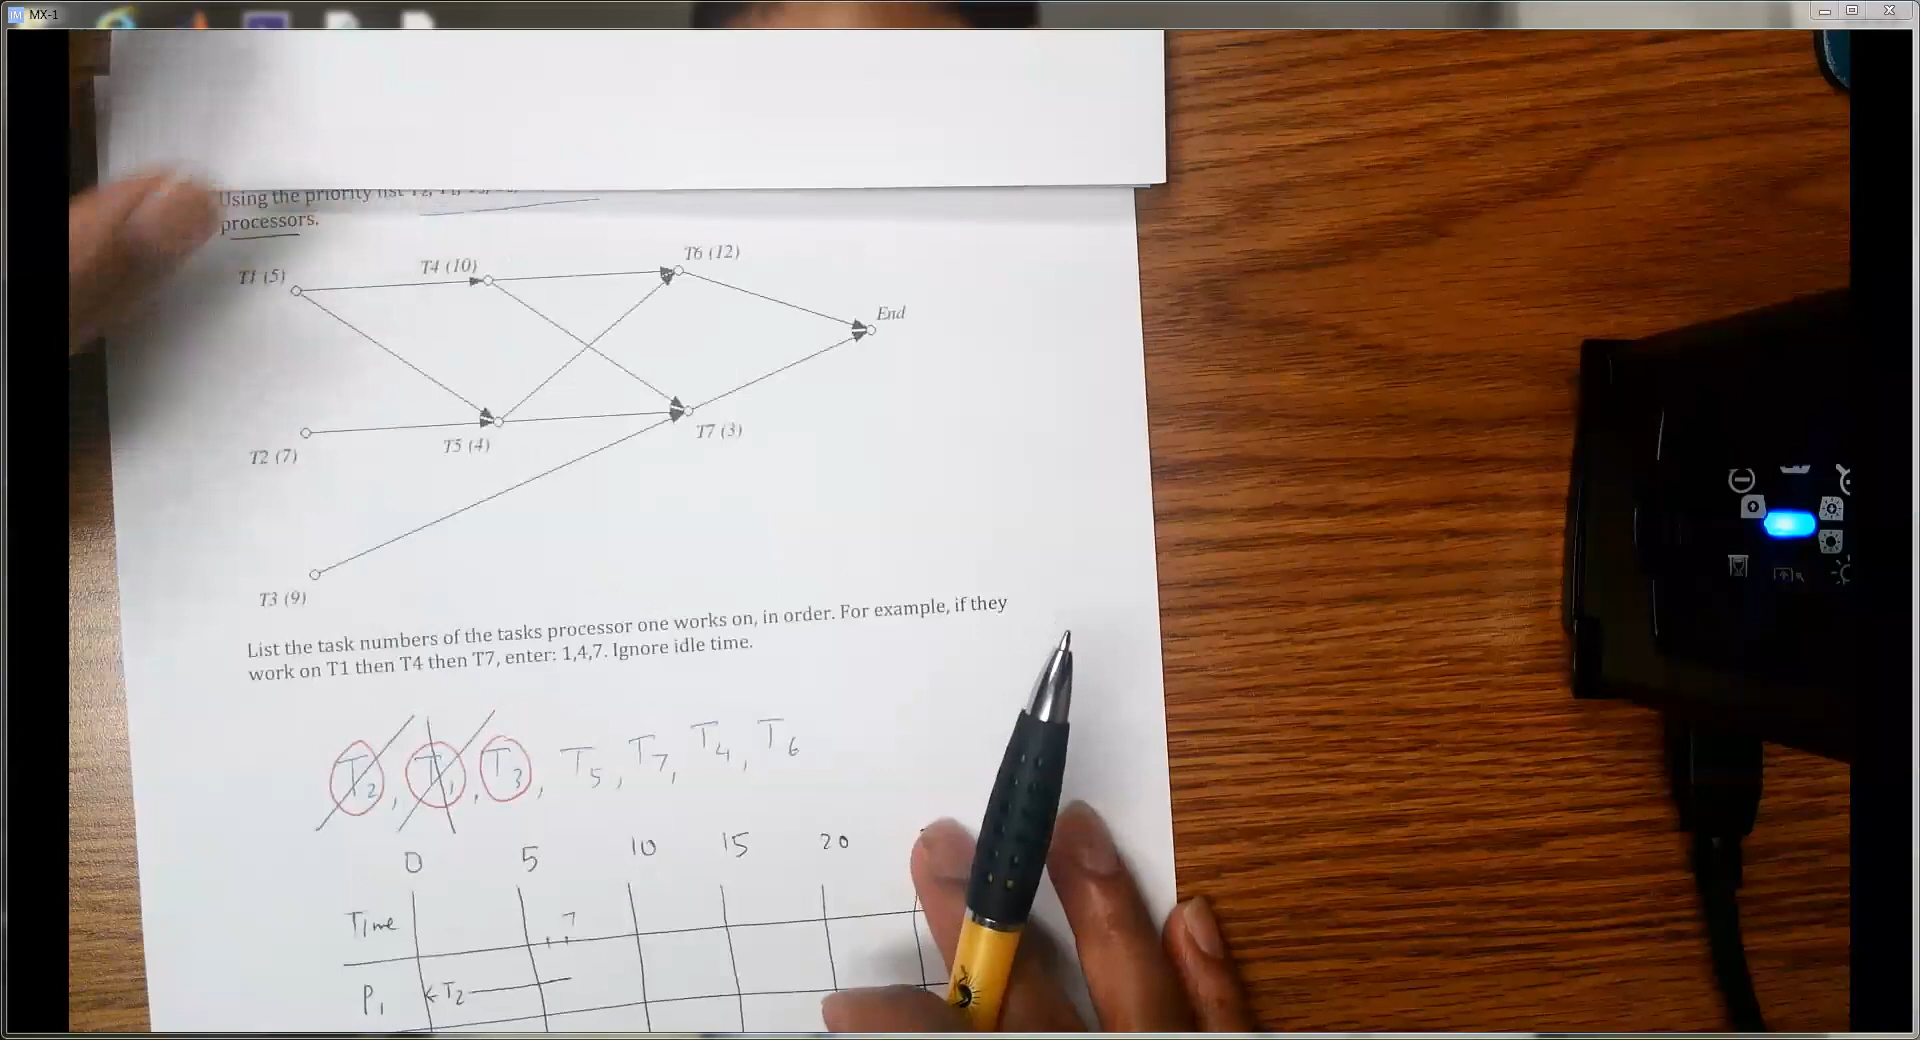 MX-1
Using the priority list T2,
processors.
T6 (12)
T4 (10)
T1 (5)
End
T7 (3)
T5 (4)
T2 (7)
T3 (9)
List the task numbers of the tasks processor one works on, in order. For example, if they
work on T1 then T4 then T7, enter: 1,4,7. Ignore idle time.
T2, T1, T3, T5, T7, T4, T6
0 5 10 15 20
Time 7
P1 T2